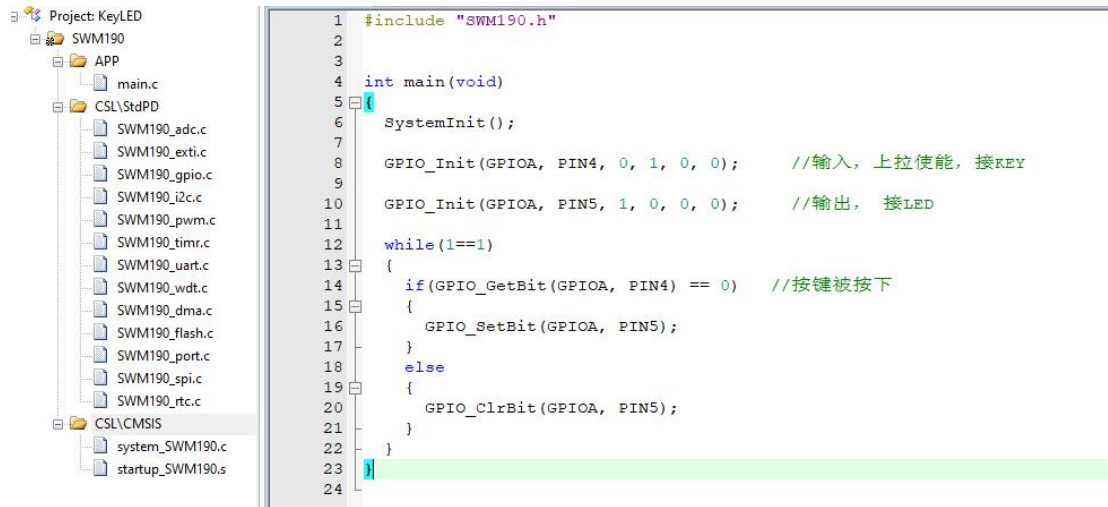 Project: KeyLED
SWM190
APP
main.c
CSL\StdPD
SWM190_adc.c
SWM190_exti.c
SWM190_gpio.c
SWM190_i2c.c
SWM190_pwm.c
SWM190_timr.c
SWM190_uart.c
SWM190_wdt.c
SWM190_dma.c
SWM190_flash.c
SWM190_port.c
SWM190_spi.c
SWM190_rtc.c
CSL\CMSIS
system_SWM190.c
startup_SWM190.s
1 #include "SWM190.h"
2
3
4 int main(void)
5 {
6 SystemInit();
7
8 GPIO_Init(GPIOA, PIN4, 0, 1, 0, 0); //输入，上拉使能，接KEY
9
10 GPIO_Init(GPIOA, PIN5, 1, 0, 0, 0); //输出， 接LED
11
12 while(1==1)
13 {
14 if(GPIO_GetBit(GPIOA, PIN4) == 0) //按键被按下
15 {
16 GPIO_SetBit(GPIOA, PIN5);
17 }
18 else
19 {
20 GPIO_ClrBit(GPIOA, PIN5);
21 }
22 }
23 }
24